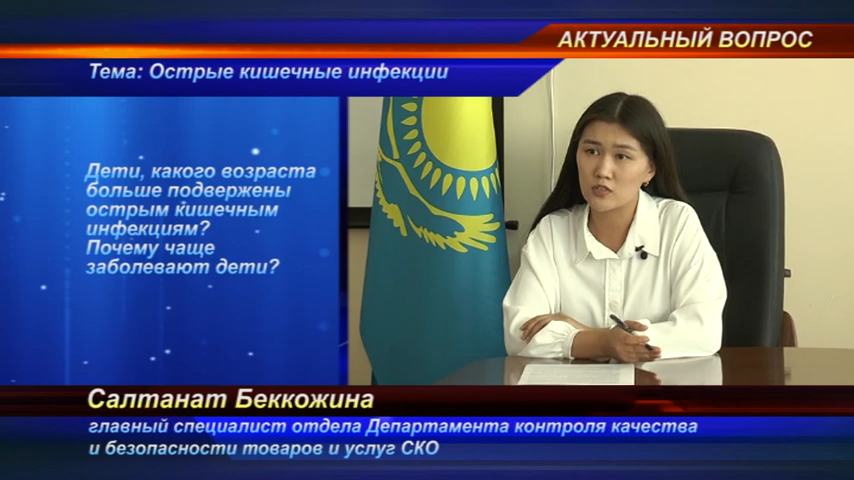 АКТУАЛЬНЫЙ ВОПРОС
Тема: Острые кишечные инфекции
Дети, какого возраста
больше подвержены
острым кишечным
инфекциям?
Почему чаще
заболевают дети?
Салтанат Беккожина
главный специалист отдела Департамента контроля качества
и безопасности товаров и услуг СКО